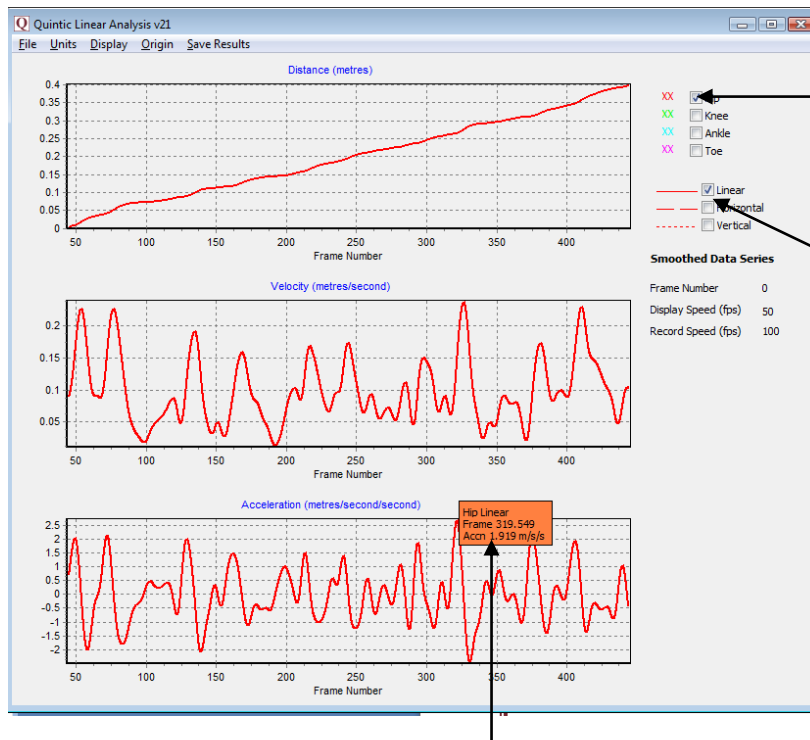 Quintic Linear Analysis v21
File Units Display Origin Save Results
Distance (metres)
0.4
0.35
0.3
0.25
0.2
0.15
0.1
0.05
0
50 100 150 200 250 300 350 400
Frame Number
Velocity (metres/second)
0.2
0.15
0.1
0.05
50 100 150 200 250 300 350 400
Frame Number
Acceleration (metres/second/second)
2.5
2
1.5
1
0.5
0
-0.5
-1
-1.5
-2
50 100 150 200 250 300 350 400
Frame Number
Hip Linear
Frame 319.549
Accn 1.919 m/s/s
XX
XX Knee
XX Ankle
XX Toe
Linear
Horizontal
Vertical
Smoothed Data Series
Frame Number 0
Display Speed (fps) 50
Record Speed (fps) 100